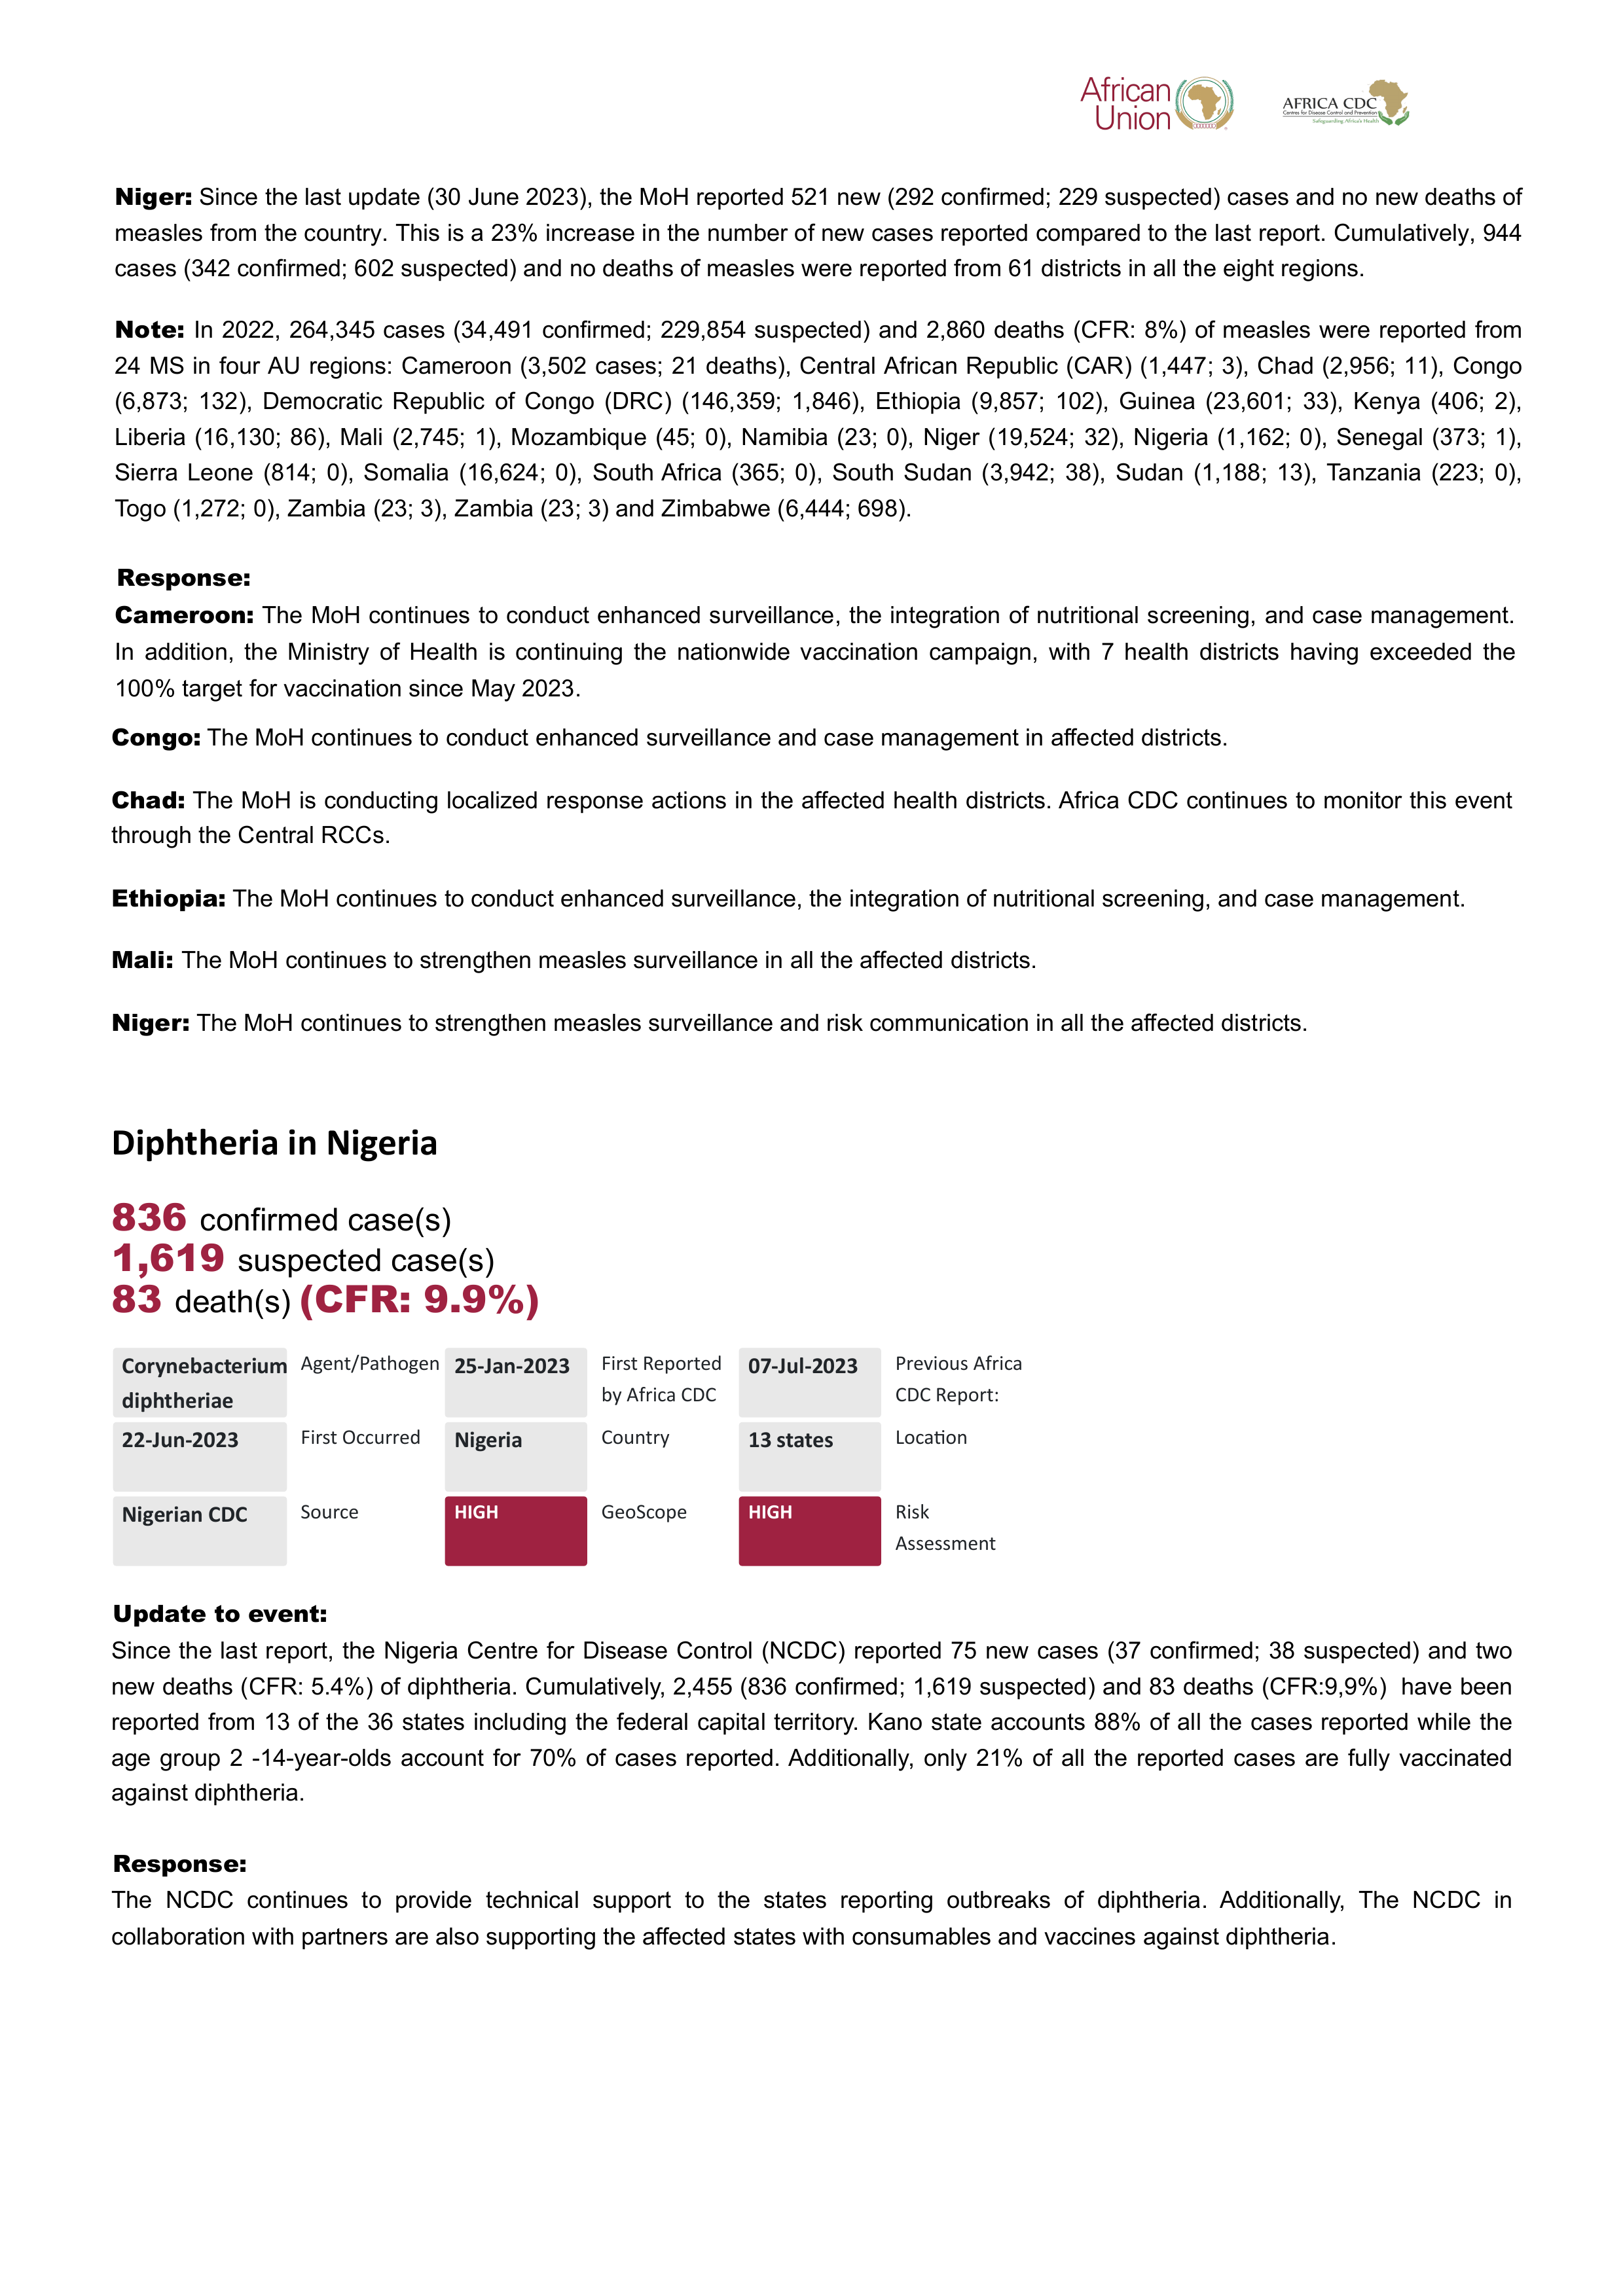 African
Union
AFRICA CDC
Centres for Disease Control and Prevention
Safeguarding Africa's Health
Niger: Since the last update (30 June 2023), the MoH reported 521 new (292 confirmed; 229 suspected) cases and no new deaths of
measles from the country. This is a 23% increase in the number of new cases reported compared to the last report. Cumulatively, 944
cases (342 confirmed; 602 suspected) and no deaths of measles were reported from 61 districts in all the eight regions.
Note: In 2022, 264,345 cases (34,491 confirmed; 229,854 suspected) and 2,860 deaths (CFR: 8%) of measles were reported from
24 MS in four AU regions: Cameroon (3,502 cases; 21 deaths), Central African Republic (CAR) (1,447; 3), Chad (2,956; 11), Congo
(6,873; 132), Democratic Republic of Congo (DRC) (146,359; 1,846), Ethiopia (9,857; 102), Guinea (23,601; 33), Kenya (406; 2),
Liberia (16,130; 86), Mali (2,745; 1), Mozambique (45; 0), Namibia (23; 0), Niger (19,524; 32), Nigeria (1,162; 0), Senegal (373; 1),
Sierra Leone (814; 0), Somalia (16,624; 0), South Africa (365; 0), South Sudan (3,942; 38), Sudan (1,188; 13), Tanzania (223; 0),
Togo (1,272; 0), Zambia (23; 3), Zambia (23; 3) and Zimbabwe (6,444; 698).
Response:
Cameroon: The MoH continues to conduct enhanced surveillance, the integration of nutritional screening, and case management.
In addition, the Ministry of Health is continuing the nationwide vaccination campaign, with 7 health districts having exceeded the
100% target for vaccination since May 2023.
Congo: The MoH continues to conduct enhanced surveillance and case management in affected districts.
Chad: The MoH is conducting localized response actions in the affected health districts. Africa CDC continues to monitor this event
through the Central RCCs.
Ethiopia: The MoH continues to conduct enhanced surveillance, the integration of nutritional screening, and case management.
Mali: The MoH continues to strengthen measles surveillance in all the affected districts.
Niger: The MoH continues to strengthen measles surveillance and risk communication in all the affected districts.
Diphtheria in Nigeria
836 confirmed case(s)
1,619 suspected case(s)
83 death(s) (CFR: 9.9%)
Corynebacterium Agent/Pathogen 25-Jan-2023 First Reported 07-Jul-2023 Previous Africa
diphtheriae by Africa CDC CDC Report:
22-Jun-2023 First Occurred Nigeria Country 13 states Location
Nigerian CDC Source HIGH GeoScope HIGH Risk
Assessment
Update to event:
Since the last report, the Nigeria Centre for Disease Control (NCDC) reported 75 new cases (37 confirmed; 38 suspected) and two
new deaths (CFR: 5.4%) of diphtheria. Cumulatively, 2,455 (836 confirmed; 1,619 suspected) and 83 deaths (CFR:9,9%) have been
reported from 13 of the 36 states including the federal capital territory. Kano state accounts 88% of all the cases reported while the
age group 2 -14-year-olds account for 70% of cases reported. Additionally, only 21% of all the reported cases are fully vaccinated
against diphtheria.
Response:
The NCDC continues to provide technical support to the states reporting outbreaks of diphtheria. Additionally, The NCDC in
collaboration with partners are also supporting the affected states with consumables and vaccines against diphtheria.